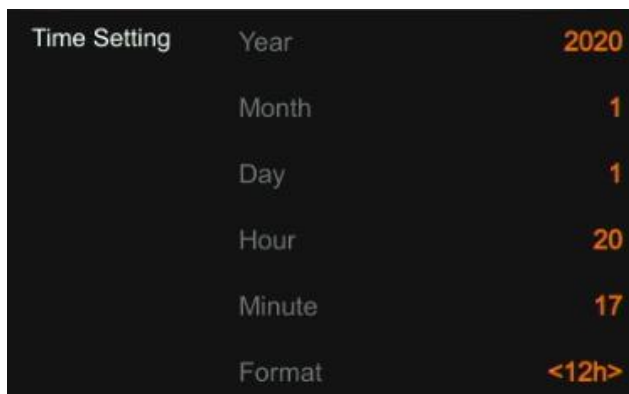 Time Setting Year 2020
Month 1
Day 1
Hour 20
Minute 17
Format <12h>